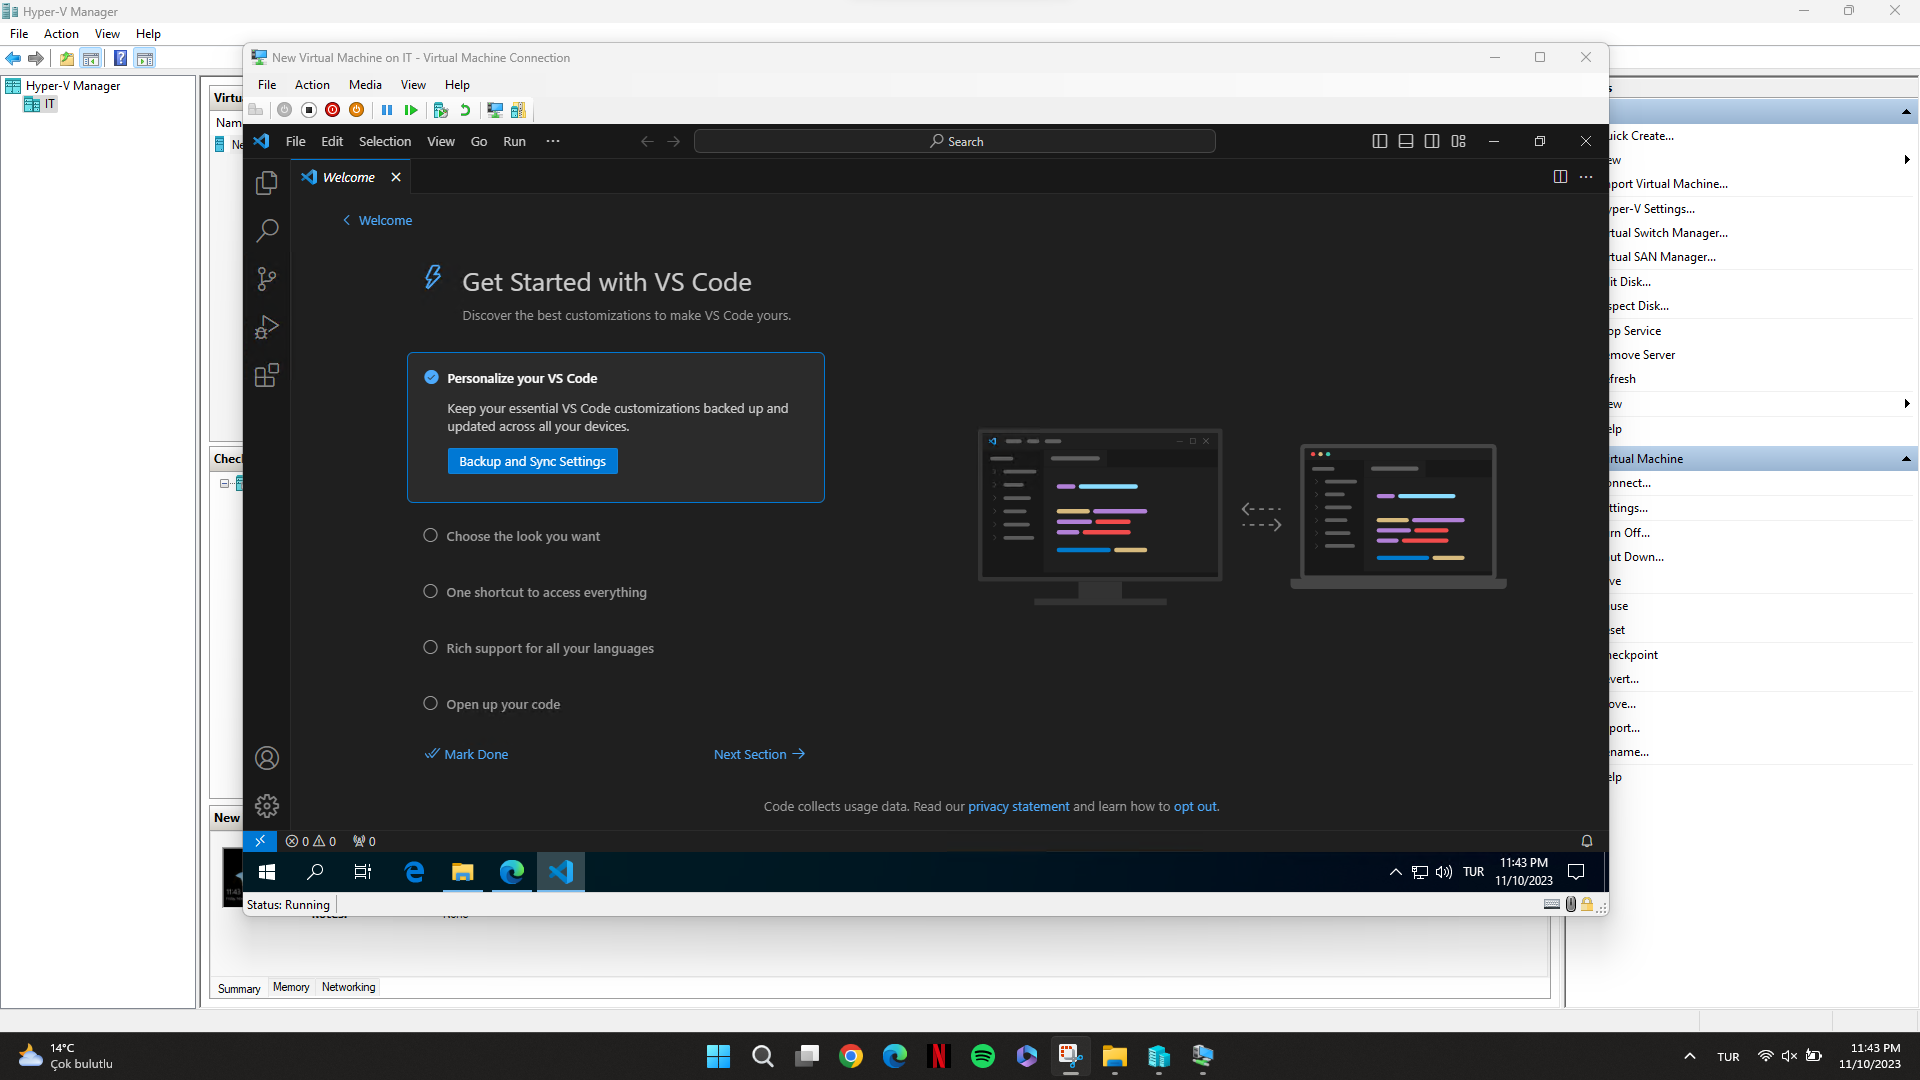 Hyper-V Manager
File Action View Help
Hyper-V Manager
IT
New Virtual Machine on IT - Virtual Machine Connection
File Action Media View Help
File Edit Selection View Go Run ···
Search
Welcome
Welcome
Get Started with VS Code
Discover the best customizations to make VS Code yours.
Personalize your VS Code
Keep your essential VS Code customizations backed up and
updated across all your devices.
Backup and Sync Settings
Choose the look you want
One shortcut to access everything
Rich support for all your languages
Open up your code
Mark Done
Next Section
Code collects usage data. Read our privacy statement and learn how to opt out.
0 0 0
TUR
11:43 PM
11/10/2023
Status: Running
Virtu
Nam
Ne
Chec
New
Summary Memory Networking
s
uick Create...
ew
port Virtual Machine...
yper-V Settings...
rtual Switch Manager...
rtual SAN Manager...
it Disk...
spect Disk...
op Service
emove Server
fresh
ew
elp
rtual Machine
onnect...
ttings...
rn Off...
ut Down...
ve
use
set
heckpoint
vert...
ove...
port...
name...
elp
14°C
Çok bulutlu
TUR
11:43 PM
11/10/2023